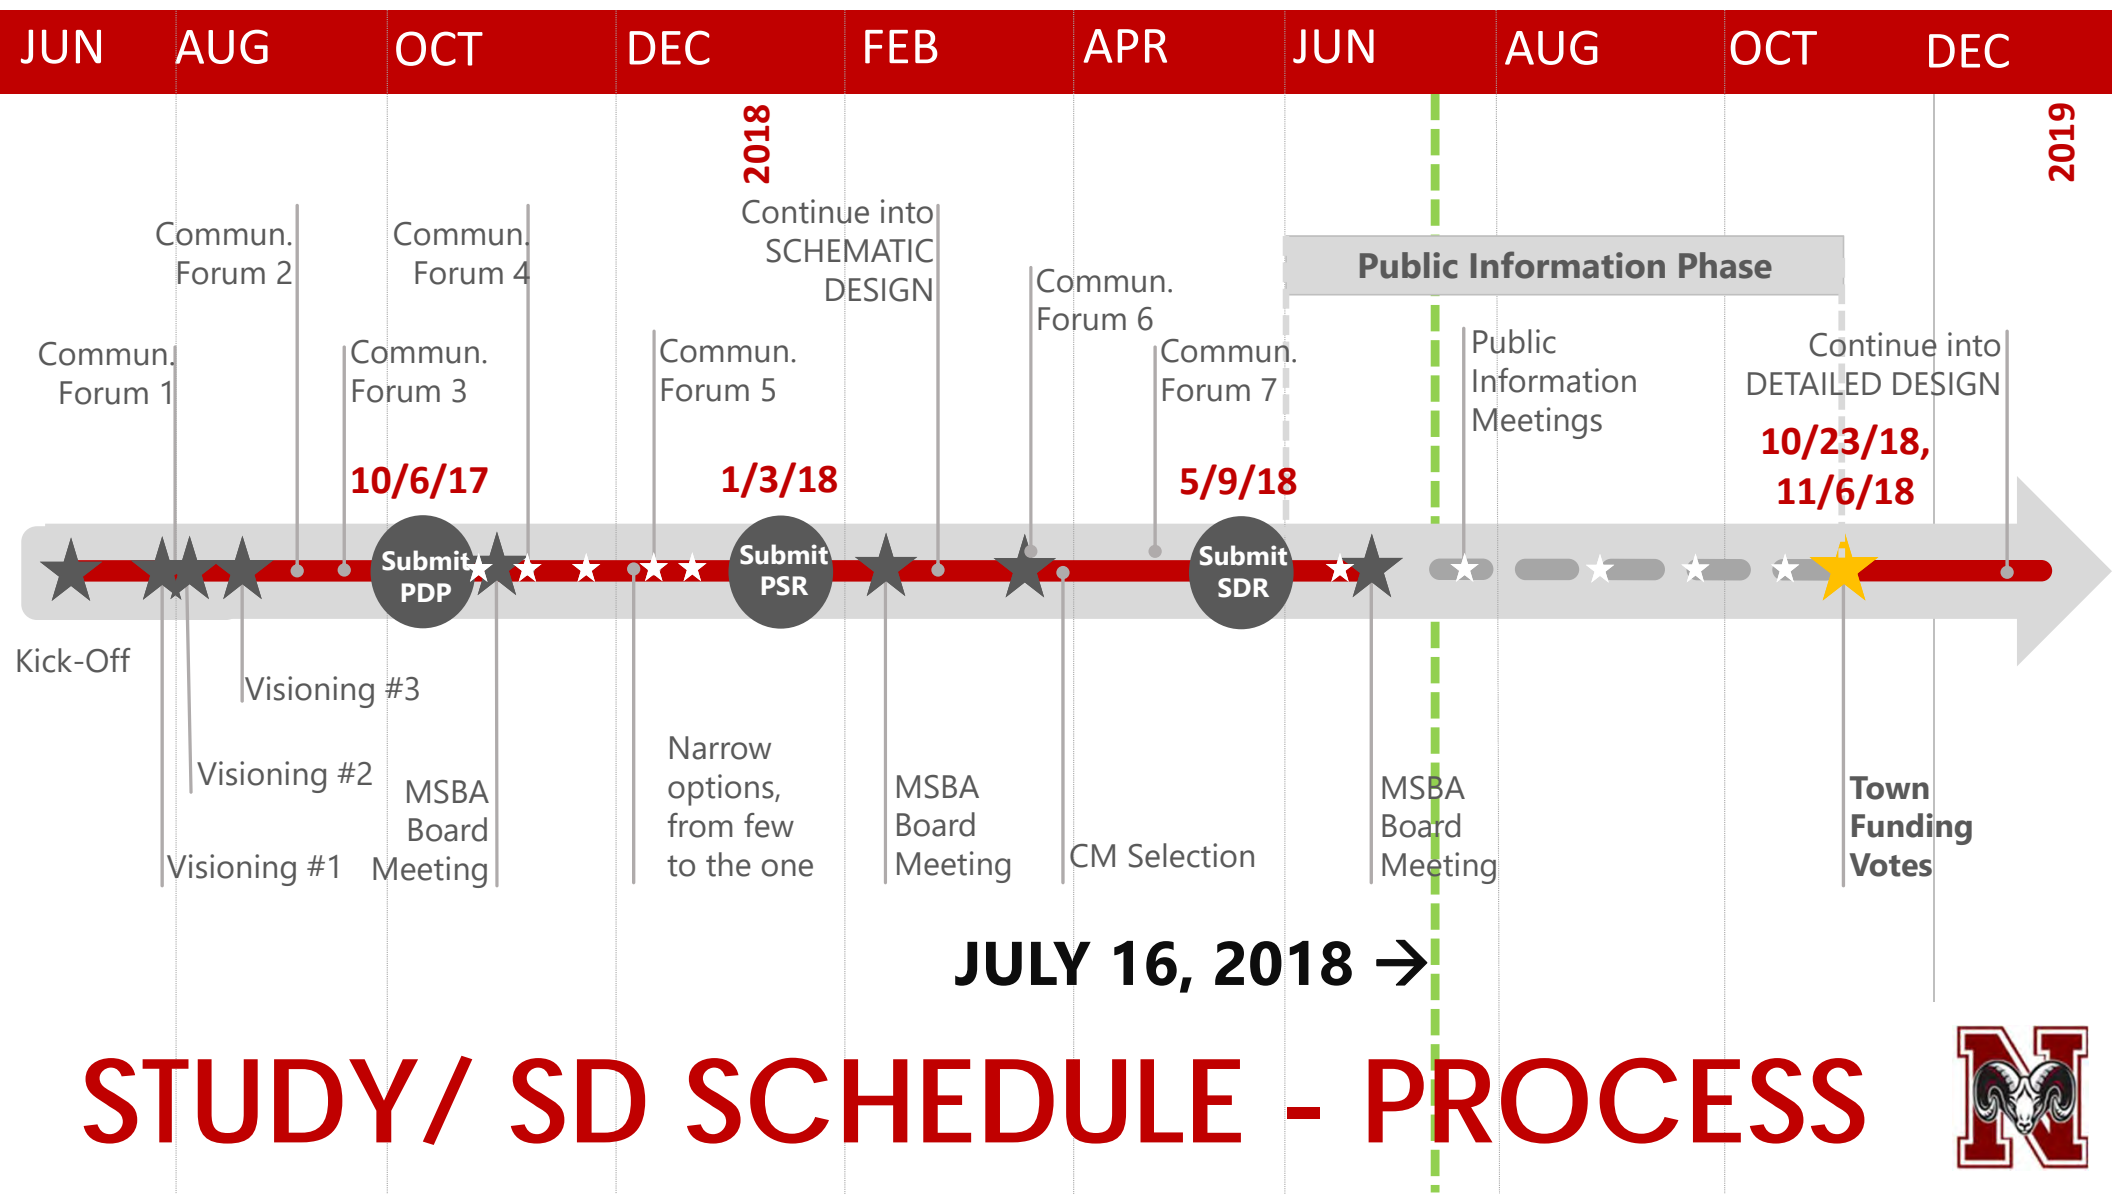 JUN AUG OCT DEC FEB APR JUN AUG OCT DEC
2018
2019
Commun.
Forum 1
Commun.
Forum 2
Commun.
Forum 3
Commun.
Forum 4
Commun.
Forum 5
Continue into
SCHEMATIC
DESIGN
Commun.
Forum 6
Commun.
Forum 7
Public Information Phase
Public
Information
Meetings
Continue into
DETAILED DESIGN
10/6/17
1/3/18
5/9/18
10/23/18,
11/6/18
Submit
PDP
Submit
PSR
Submit
SDR
Kick-Off
Visioning #3
Visioning #2
Visioning #1
MSBA
Board
Meeting
Narrow
options,
from few
to the one
MSBA
Board
Meeting
CM Selection
MSBA
Board
Meeting
Town
Funding
Votes
JULY 16, 2018 →
STUDY/ SD SCHEDULE - PROCESS
N